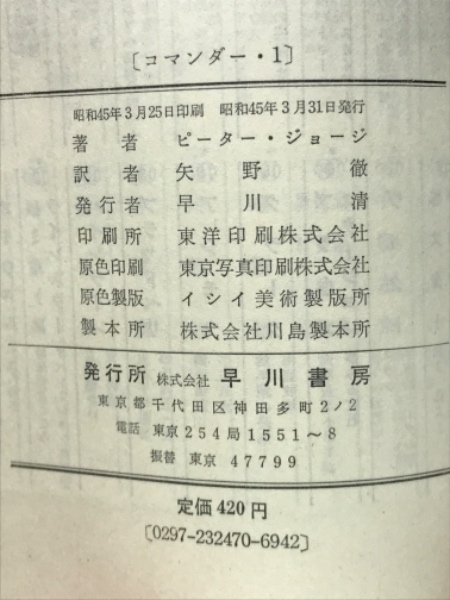 〔コマンダー・1〕
昭和45年3月25日印刷 昭和45年3月31日発行
著者 ピーター・ジョージ
訳者 矢野徹
発行者 早川清
印刷所 東洋印刷株式会社
原色印刷 東京写真印刷株式会社
原色製版 イシイ美術製版所
製本所 株式会社川島製本所
発行所 株式会社 早川書房
東京都千代田区神田多町2ノ2
電話 東京254局1551~8
振替 東京 47799
定価420円
〔0297-232470-6942〕